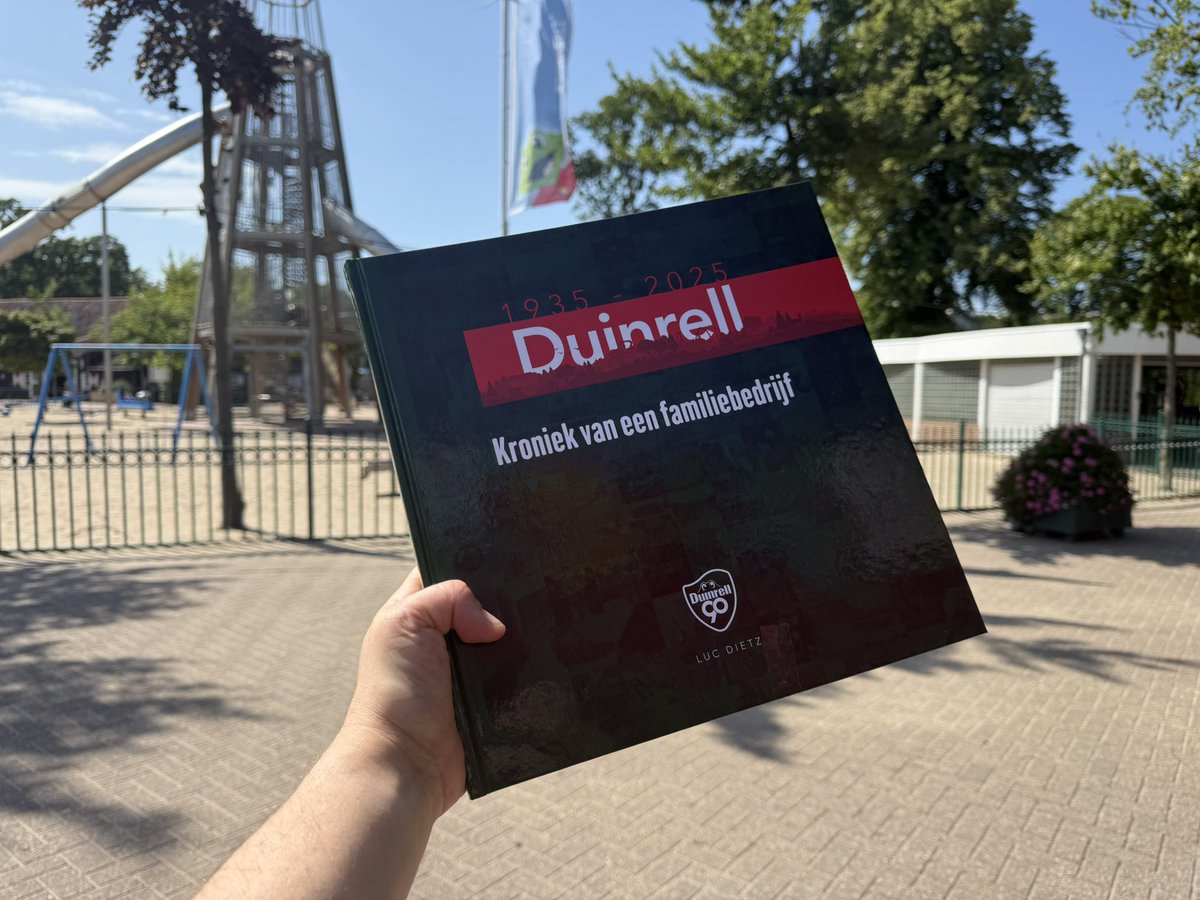 1935 - 2025
Duinrell
Kroniek van een familiebedrijf
Duinrell
90
LUC DIETZ